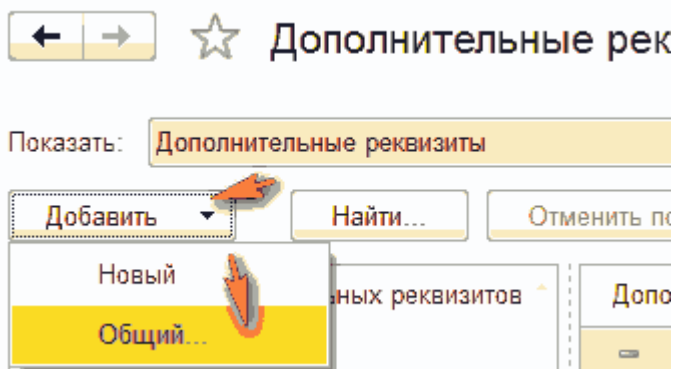 Дополнительные рек
Показать: Дополнительные реквизиты
Добавить Найти... Отменить по
Новый
ных реквизитов Допо
Общий...